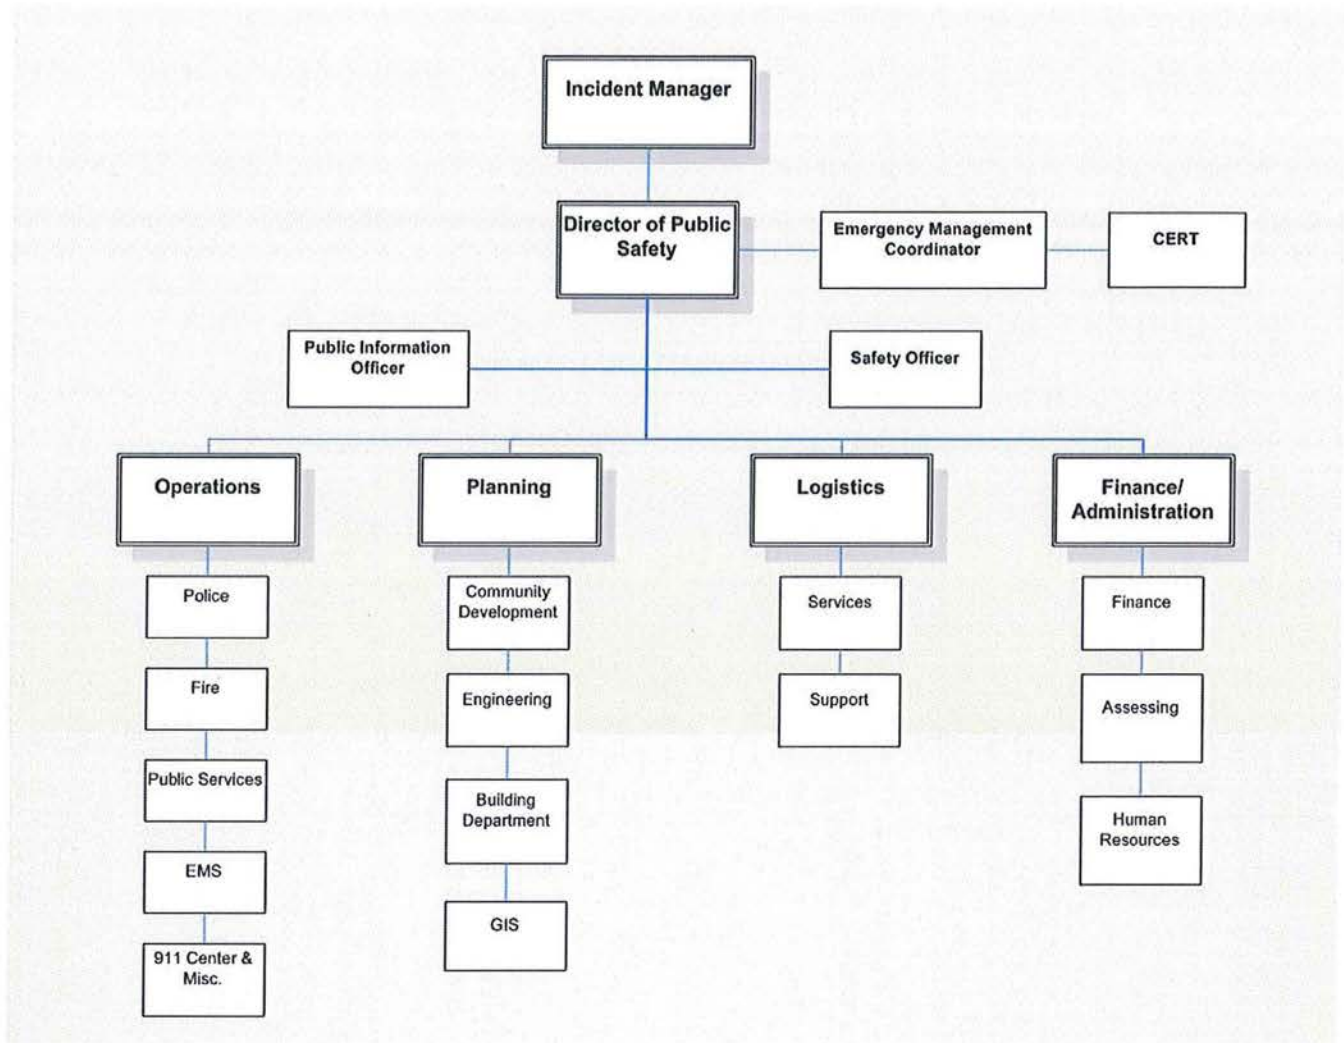 Incident Manager
Director of Public
Safety
Emergency Management
Coordinator
CERT
Public Information
Officer
Safety Officer
Operations
Planning
Logistics
Finance/
Administration
Police
Fire
Public Services
EMS
911 Center &
Misc.
Community
Development
Engineering
Building
Department
GIS
Services
Support
Finance
Assessing
Human
Resources